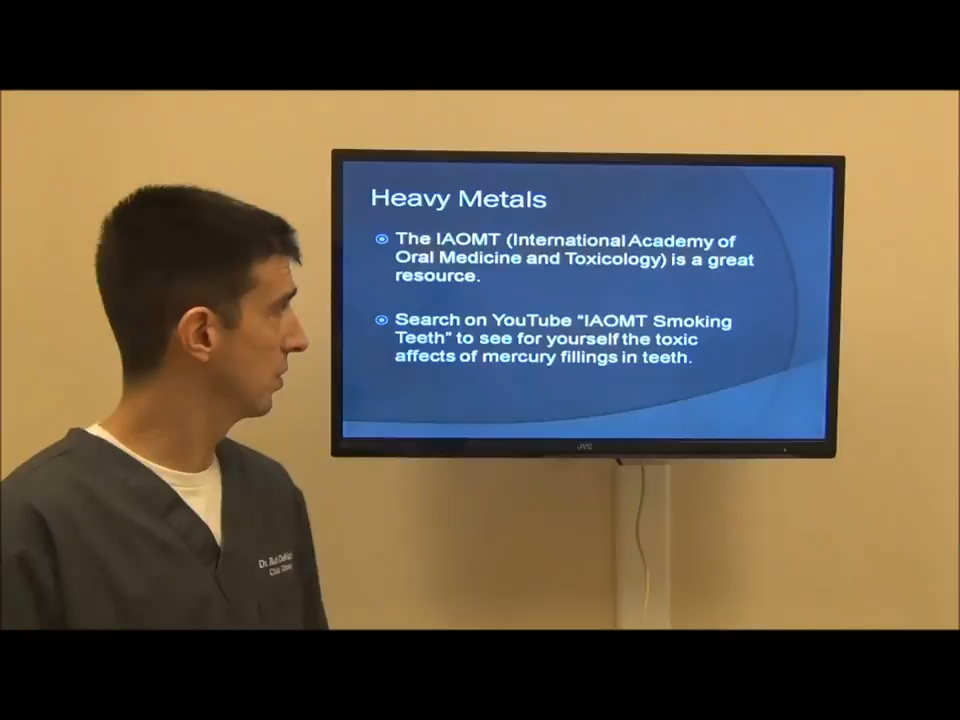 Heavy Metals
The IAOMT (International Academy of
Oral Medicine and Toxicology) is a great
resource.
Search on YouTube “IAOMT Smoking
Teeth” to see for yourself the toxic
affects of mercury fillings in teeth.
JVC
Dr.